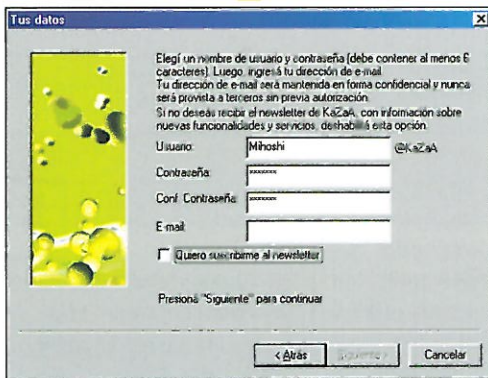 Tus datos
Elegí un nombre de usuario y contraseña (debe contener al menos 6
caracteres). Luego, ingresá tu dirección de e-mail.
Tu dirección de e-mail será mantenida en forma confidencial y nunca
será provista a terceros sin previa autorización.
Si no deseás recibir el newsletter de KaZaA, con información sobre
nuevas funcionalidades y servicios, deshabilitá esta opción.
Usuario: Mihoshi @KaZaA
Contraseña: xxxxxxx
Conf. Contraseña: xxxxxxx
E-mail:
Quiero suscribirme al newsletter
Presioná "Siguiente" para continuar
< Atrás Siguiente > Cancelar